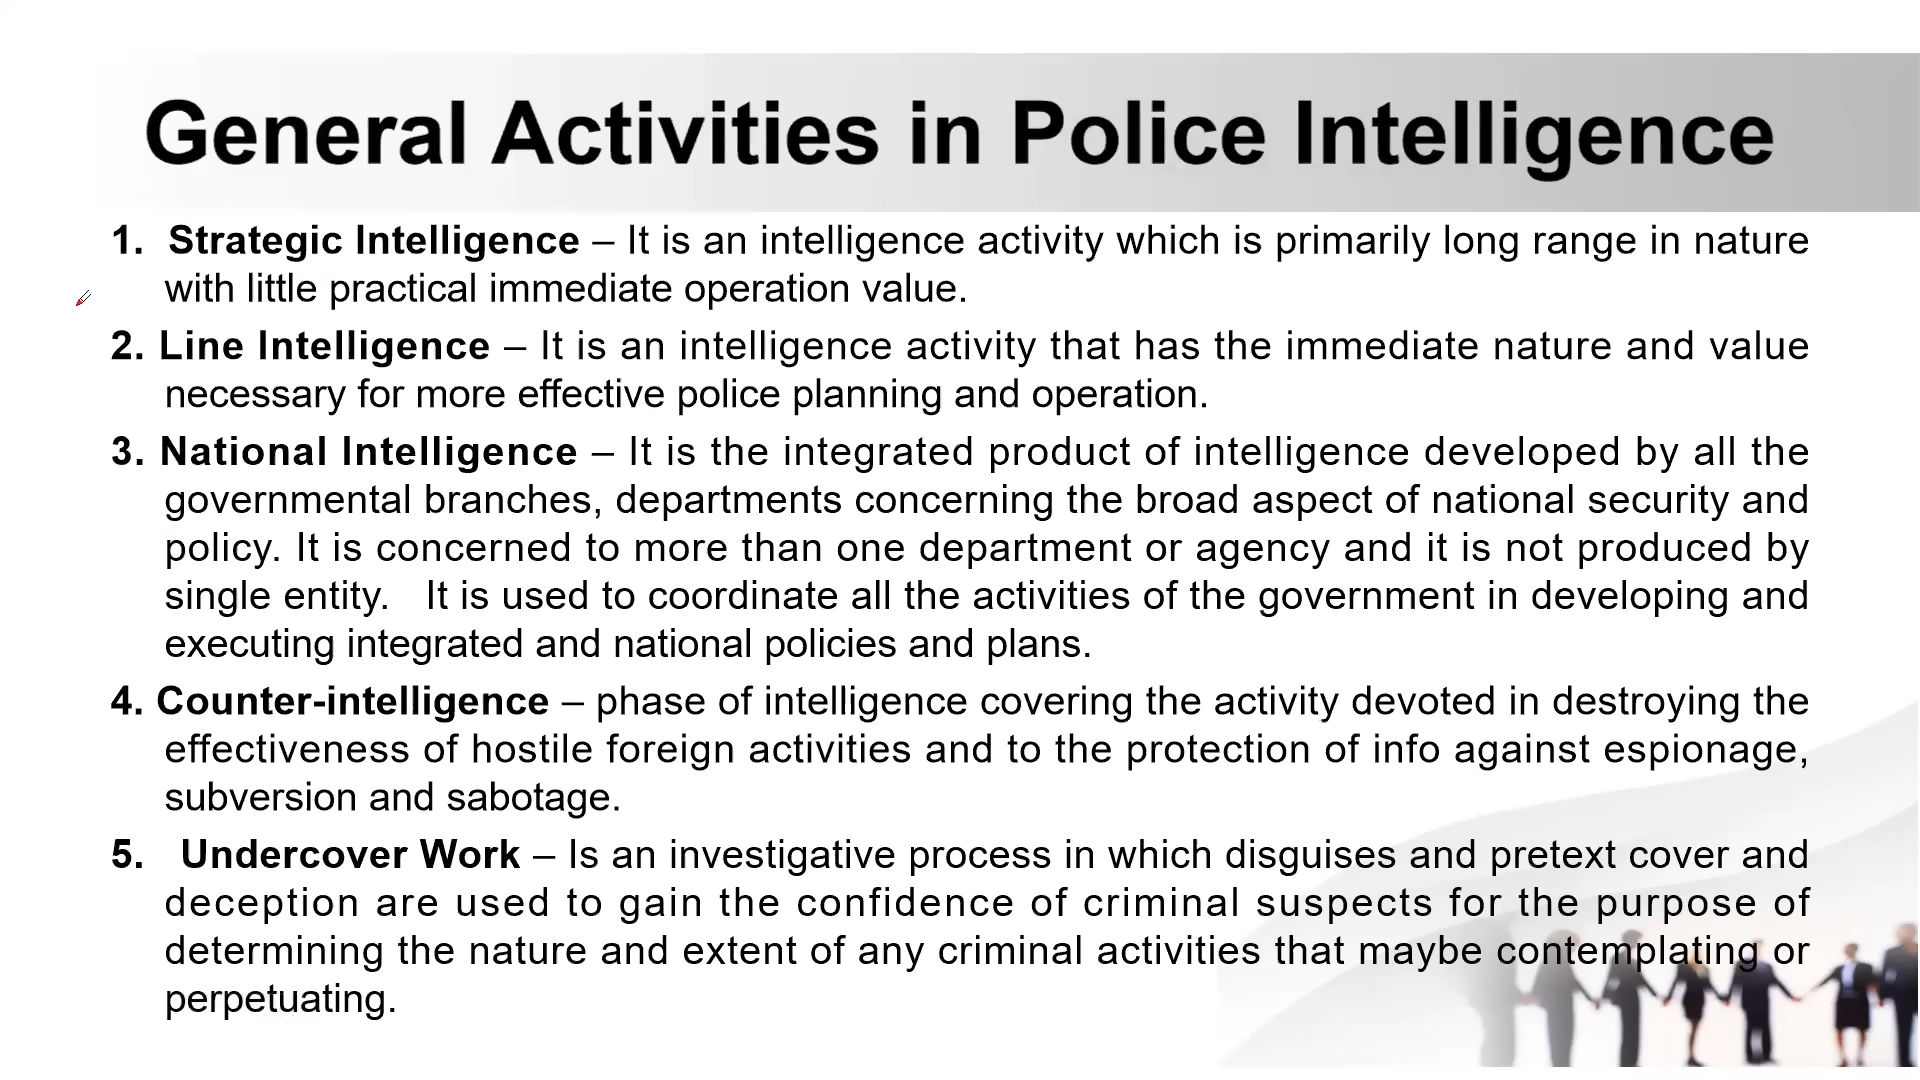 General Activities in Police Intelligence
1. Strategic Intelligence – It is an intelligence activity which is primarily long range in nature
with little practical immediate operation value.
2. Line Intelligence – It is an intelligence activity that has the immediate nature and value
necessary for more effective police planning and operation.
3. National Intelligence – It is the integrated product of intelligence developed by all the
governmental branches, departments concerning the broad aspect of national security and
policy. It is concerned to more than one department or agency and it is not produced by
single entity. It is used to coordinate all the activities of the government in developing and
executing integrated and national policies and plans.
4. Counter-intelligence – phase of intelligence covering the activity devoted in destroying the
effectiveness of hostile foreign activities and to the protection of info against espionage,
subversion and sabotage.
5. Undercover Work – Is an investigative process in which disguises and pretext cover and
deception are used to gain the confidence of criminal suspects for the purpose of
determining the nature and extent of any criminal activities that maybe contemplating or
perpetuating.